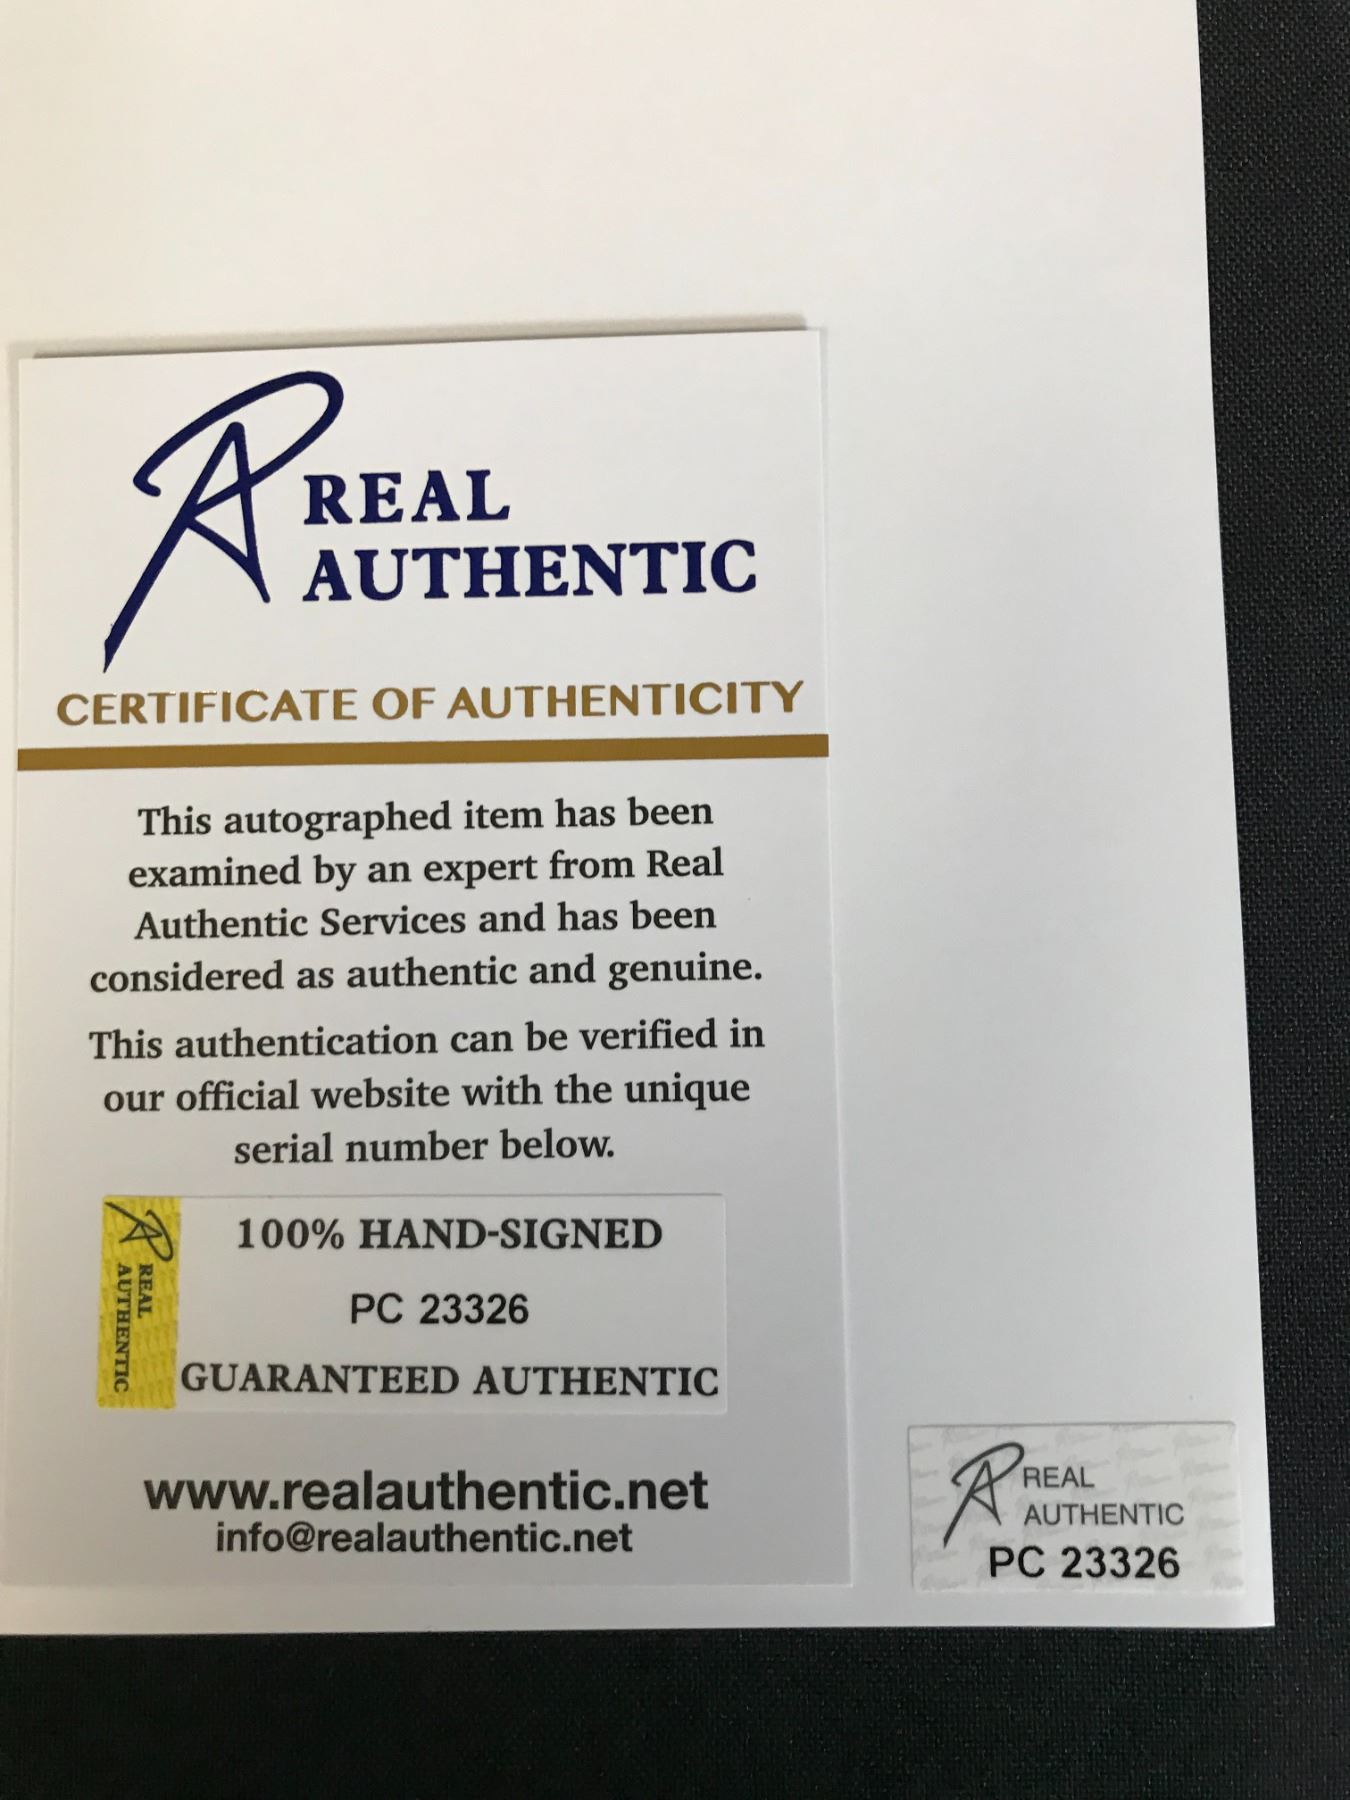 REAL
AUTHENTIC
CERTIFICATE OF AUTHENTICITY
This autographed item has been
examined by an expert from Real
Authentic Services and has been
considered as authentic and genuine.
This authentication can be verified in
our official website with the unique
serial number below.
REAL
AUTHENTIC
100% HAND-SIGNED
PC 23326
GUARANTEED AUTHENTIC
www.realauthentic.net
info@realauthentic.net
REAL
AUTHENTIC
PC 23326